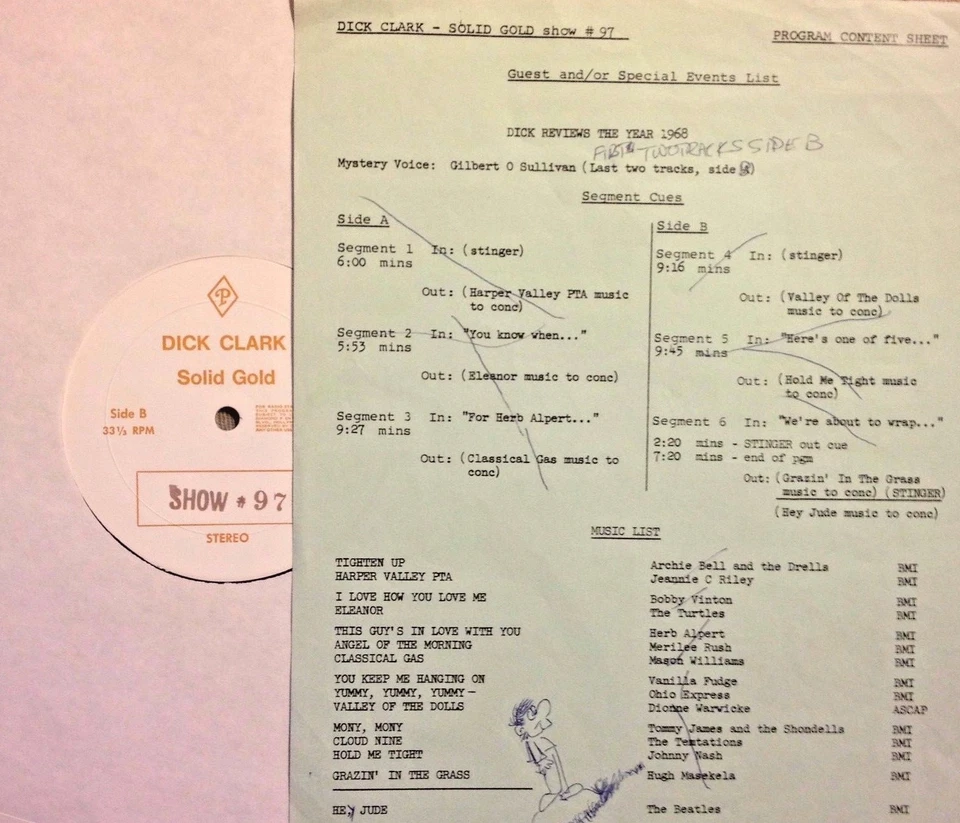 DICK CLARK - SOLID GOLD show # 97
PROGRAM CONTENT SHEET
Guest and/or Special Events List
DICK REVIEWS THE YEAR 1968
FIRST TWO TRACKS SIDE B
Mystery Voice: Gilbert O Sullivan (Last two tracks, side B)
Segment Cues
Side A
Segment 1 In: (stinger)
6:00 mins
Out: (Harper Valley PTA music
to conc)
Segment 2 In: "You know when..."
5:53 mins
Out: (Eleanor music to conc)
Segment 3 In: "For Herb Alpert..."
9:27 mins
Out: (Classical Gas music to
conc)
Side B
Segment 4 In: (stinger)
9:16 mins
Out: (Valley Of The Dolls
music to conc)
Segment 5 In: "Here's one of five..."
9:45 mins
Out: (Hold Me Tight music
to conc)
Segment 6 In: "We're about to wrap..."
2:20 mins - STINGER out cue
7:20 mins - end of pgm
Out: (Grazin' In The Grass
music to conc) (STINGER)
(Hey Jude music to conc)
MUSIC LIST
TIGHTEN UP Archie Bell and the Drells BMI
HARPER VALLEY PTA Jeannie C Riley BMI
I LOVE HOW YOU LOVE ME Bobby Vinton BMI
ELEANOR The Turtles BMI
THIS GUY'S IN LOVE WITH YOU Herb Alpert BMI
ANGEL OF THE MORNING Merilee Rush BMI
CLASSICAL GAS Mason Williams BMI
YOU KEEP ME HANGING ON Vanilla Fudge BMI
YUMMY, YUMMY, YUMMY- Ohio Express BMI
VALLEY OF THE DOLLS Dionne Warwicke ASCAP
MONY, MONY Tommy James and the Shondells BMI
CLOUD NINE The Temtations BMI
HOLD ME TIGHT Johnny Nash BMI
GRAZIN' IN THE GRASS Hugh Masekela BMI
HEY JUDE The Beatles BMI
P
DICK CLARK
Solid Gold
Side B
33⅓ RPM
SHOW # 97
STEREO